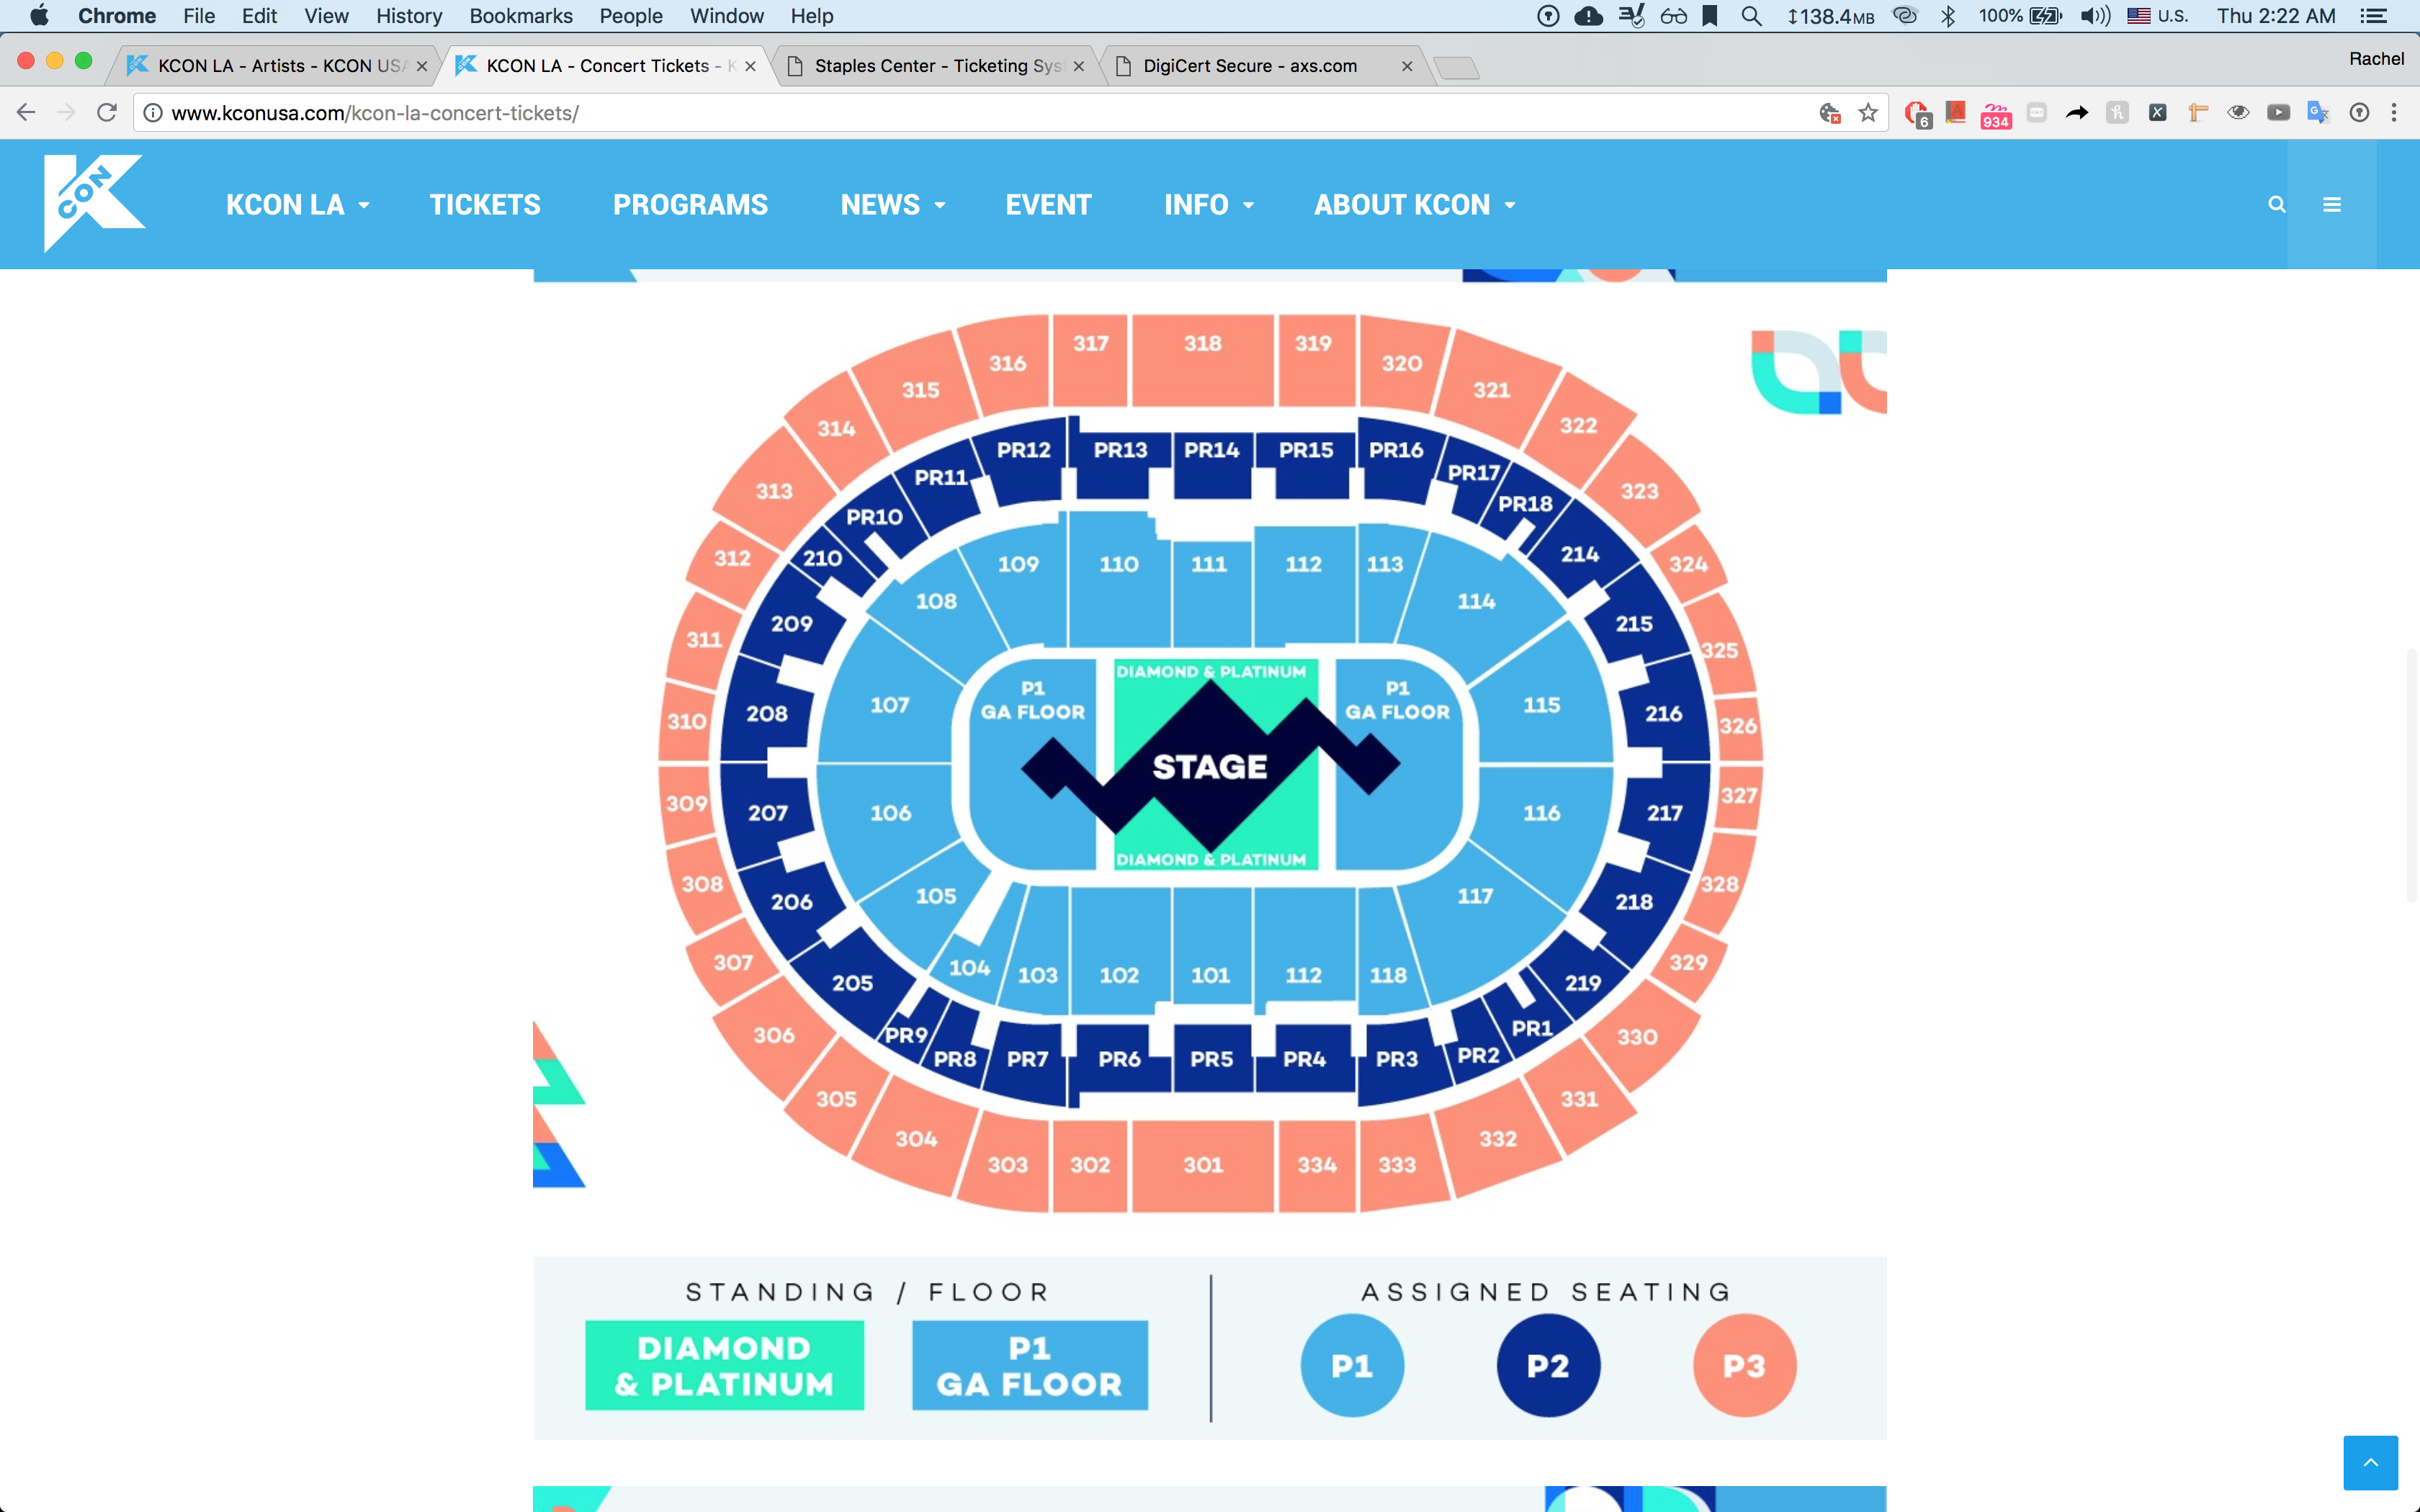 Chrome File Edit View History Bookmarks People Window Help
138.4MB 100% U.S. Thu 2:22 AM
KCON LA - Artists - KCON USA
KCON LA - Concert Tickets - K
Staples Center - Ticketing Sys
DigiCert Secure - axs.com
Rachel
www.kconusa.com/kcon-la-concert-tickets/
6
934
KCON
KCON LA TICKETS PROGRAMS NEWS EVENT INFO ABOUT KCON
317 318 319
316 320
315 321
314 322
313 323
312 324
311 325
310 326
309 327
308 328
307 329
306 330
305 331
304 332
303 302 301 334 333
PR12 PR13 PR14 PR15 PR16
PR11 PR17
PR10 PR18
210 214
209 215
208 216
207 217
206 218
205 219
PR9 PR1
PR8 PR7 PR6 PR5 PR4 PR3 PR2
109 110 111 112 113
108 114
107 115
106 116
105 117
104 103 102 101 112 118
DIAMOND & PLATINUM
P1
GA FLOOR
P1
GA FLOOR
STAGE
DIAMOND & PLATINUM
STANDING / FLOOR
DIAMOND
& PLATINUM
P1
GA FLOOR
ASSIGNED SEATING
P1 P2 P3